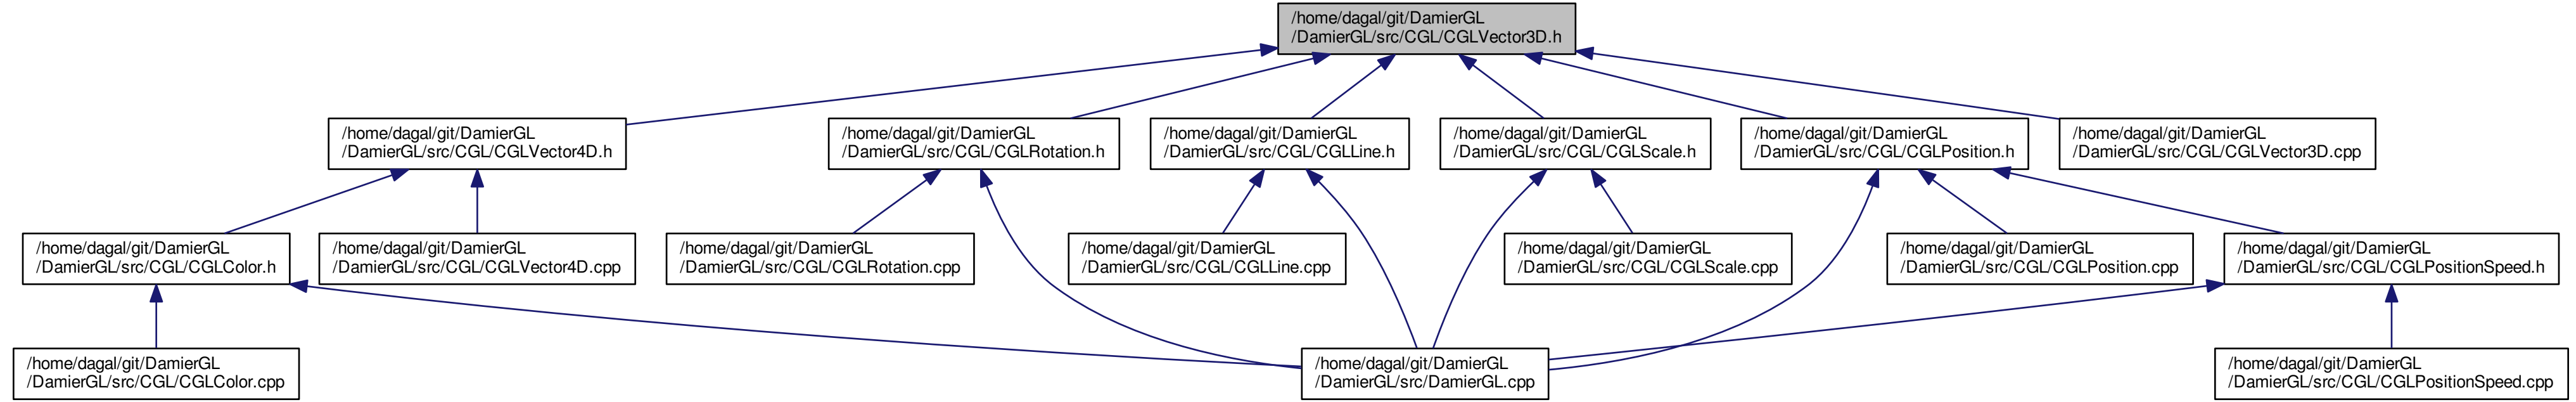 /home/dagal/git/DamierGL
/DamierGL/src/CGL/CGLVector3D.h
/home/dagal/git/DamierGL
/DamierGL/src/CGL/CGLVector4D.h
/home/dagal/git/DamierGL
/DamierGL/src/CGL/CGLRotation.h
/home/dagal/git/DamierGL
/DamierGL/src/CGL/CGLLine.h
/home/dagal/git/DamierGL
/DamierGL/src/CGL/CGLScale.h
/home/dagal/git/DamierGL
/DamierGL/src/CGL/CGLPosition.h
/home/dagal/git/DamierGL
/DamierGL/src/CGL/CGLVector3D.cpp
/home/dagal/git/DamierGL
/DamierGL/src/CGL/CGLColor.h
/home/dagal/git/DamierGL
/DamierGL/src/CGL/CGLVector4D.cpp
/home/dagal/git/DamierGL
/DamierGL/src/CGL/CGLRotation.cpp
/home/dagal/git/DamierGL
/DamierGL/src/CGL/CGLLine.cpp
/home/dagal/git/DamierGL
/DamierGL/src/CGL/CGLScale.cpp
/home/dagal/git/DamierGL
/DamierGL/src/CGL/CGLPosition.cpp
/home/dagal/git/DamierGL
/DamierGL/src/CGL/CGLPositionSpeed.h
/home/dagal/git/DamierGL
/DamierGL/src/CGL/CGLColor.cpp
/home/dagal/git/DamierGL
/DamierGL/src/DamierGL.cpp
/home/dagal/git/DamierGL
/DamierGL/src/CGL/CGLPositionSpeed.cpp